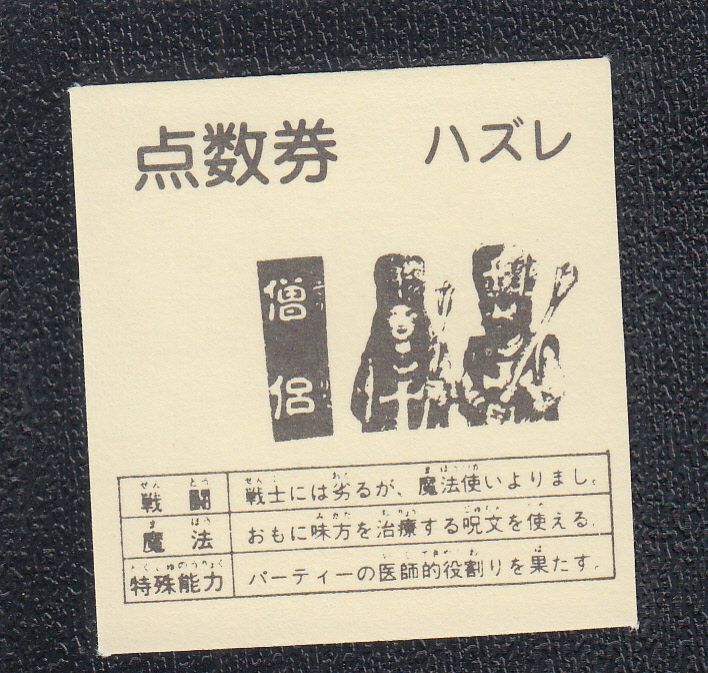 点数券 ハズレ
僧侶
戦闘 戦士には劣るが、魔法使いよりまし。
魔法 おもに味方を治療する呪文を使える。
特殊能力 パーティーの医師的役割りを果たす。